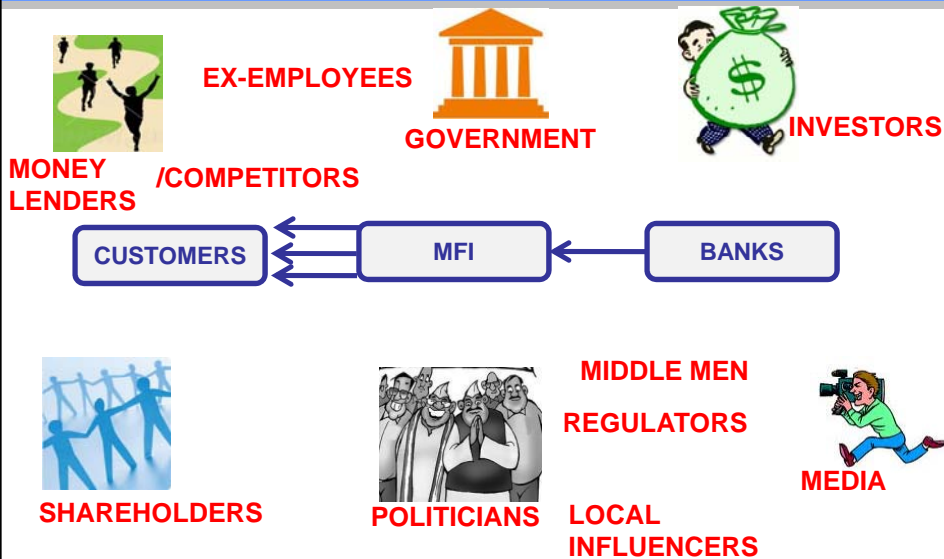 EX-EMPLOYEES
GOVERNMENT
INVESTORS
MONEY
LENDERS
/COMPETITORS
CUSTOMERS
MFI
BANKS
MIDDLE MEN
REGULATORS
MEDIA
SHAREHOLDERS
POLITICIANS
LOCAL
INFLUENCERS